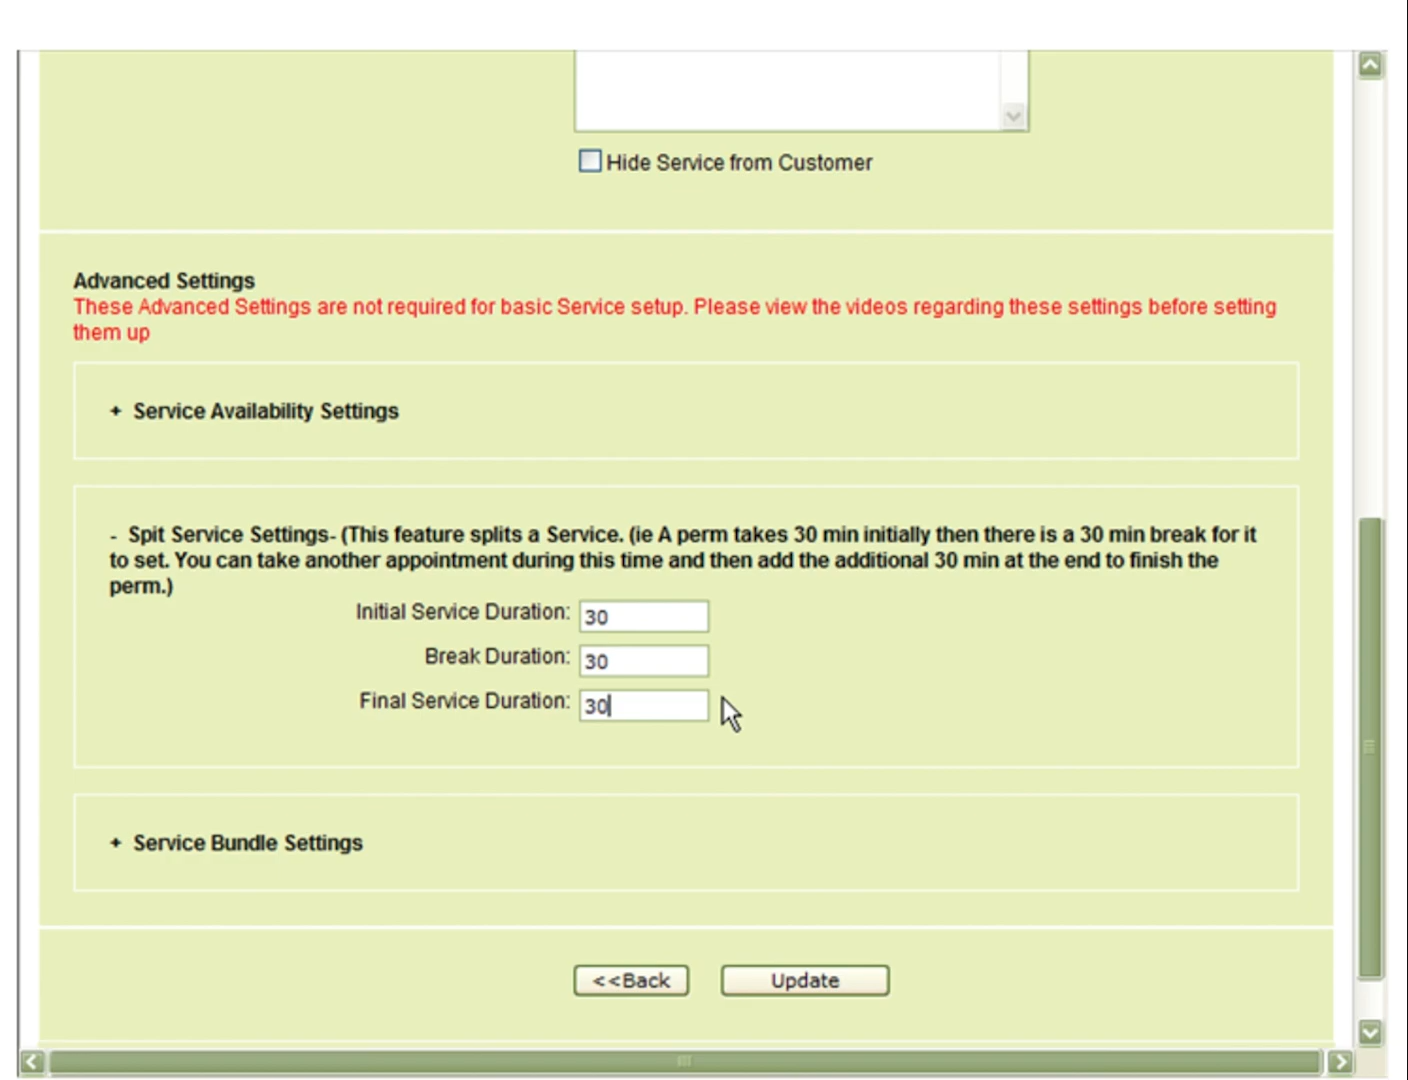 Hide Service from Customer
Advanced Settings
These Advanced Settings are not required for basic Service setup. Please view the videos regarding these settings before setting
them up
+ Service Availability Settings
- Spit Service Settings- (This feature splits a Service. (ie A perm takes 30 min initially then there is a 30 min break for it
to set. You can take another appointment during this time and then add the additional 30 min at the end to finish the
perm.)
Initial Service Duration: 30
Break Duration: 30
Final Service Duration: 30
+ Service Bundle Settings
<<Back Update